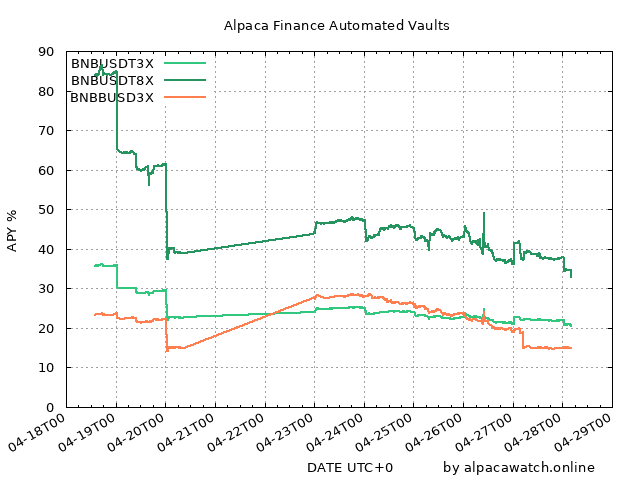 Alpaca Finance Automated Vaults
BNBUSDT3X
BNBUSDT8X
BNBBUSD3X
APY %
90
80
70
60
50
40
30
20
10
0
04-18T00
04-19T00
04-20T00
04-21T00
04-22T00
04-23T00
04-24T00
04-25T00
04-26T00
04-27T00
04-28T00
04-29T00
DATE UTC+0
by alpacawatch.online